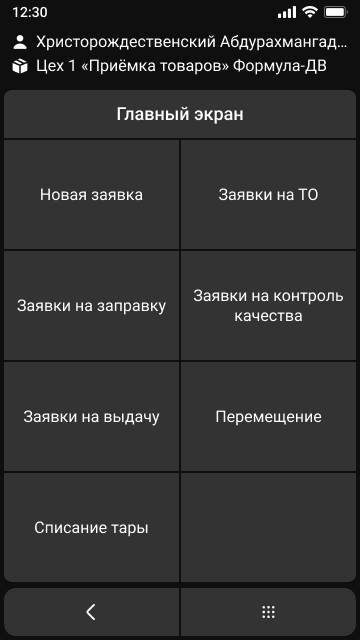 12:30
Христорождественский Абдурахмангад...
Цех 1 «Приёмка товаров» Формула-ДВ
Главный экран
Новая заявка
Заявки на ТО
Заявки на заправку
Заявки на контроль
качества
Заявки на выдачу
Перемещение
Списание тары